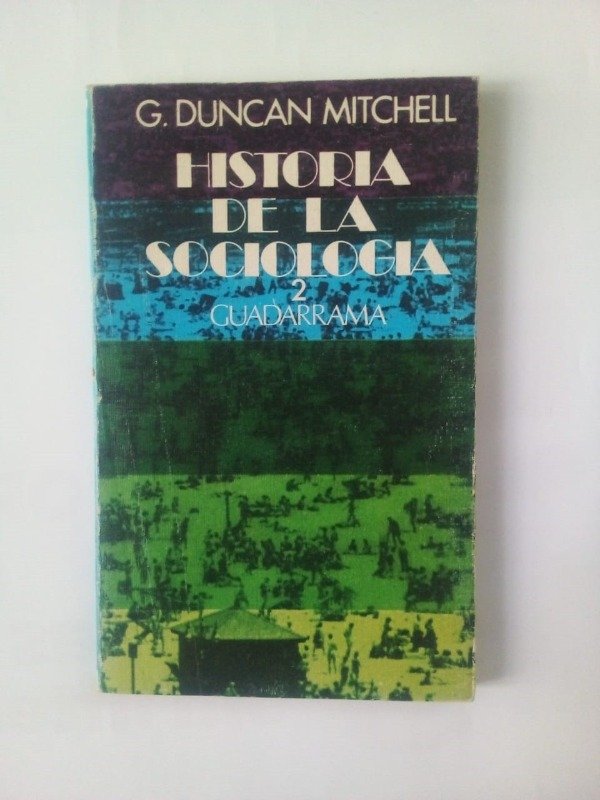 G. DUNCAN MITCHELL
HISTORIA
DE LA
SOCIOLOGIA
2
GUADARRAMA